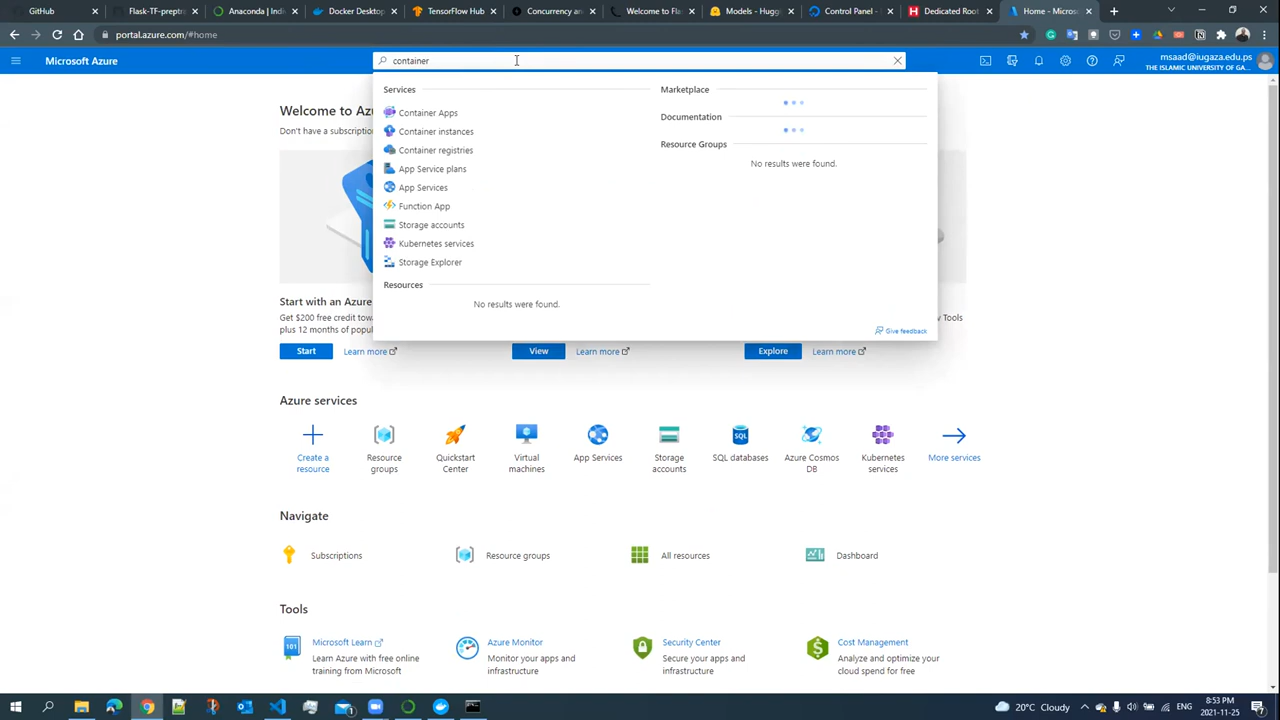 GitHub
Flask-TF-preptr
Anaconda | Indi
Docker Desktop
TensorFlow Hub
Concurrency an
Welcome to Fla
Models - Huggi
Control Panel -
Dedicated Root
Home - Micros
portal.azure.com/#home
Microsoft Azure
container
msaad@iugaza.edu.ps
THE ISLAMIC UNIVERSITY OF GA...
Welcome to Azu
Don't have a subscriptio
Services
Container Apps
Container instances
Container registries
App Service plans
App Services
Function App
Storage accounts
Kubernetes services
Storage Explorer
Resources
No results were found.
Marketplace
Documentation
Resource Groups
No results were found.
Give feedback
Start with an Azure
Get $200 free credit towa
plus 12 months of popul
y Tools
Start
Learn more
View
Learn more
Explore
Learn more
Azure services
Create a resource
Resource groups
Quickstart Center
Virtual machines
App Services
Storage accounts
SQL
SQL databases
Azure Cosmos DB
Kubernetes services
More services
Navigate
Subscriptions
Resource groups
All resources
Dashboard
Tools
101
Microsoft Learn
Learn Azure with free online
training from Microsoft
Azure Monitor
Monitor your apps and
infrastructure
Security Center
Secure your apps and
infrastructure
$
Cost Management
Analyze and optimize your
cloud spend for free
20°C Cloudy
ENG
8:53 PM
2021-11-25